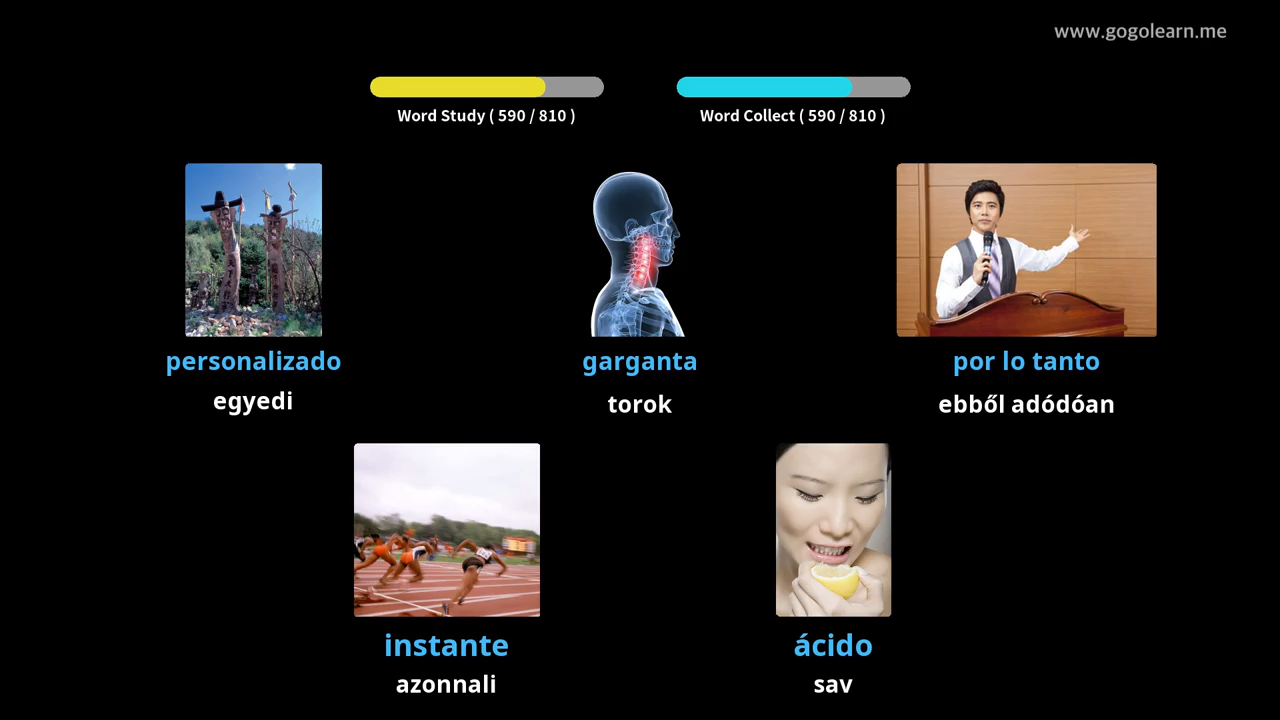 www.gogolearn.me
Word Study ( 590 / 810 )
Word Collect ( 590 / 810 )
personalizado
egyedi
garganta
torok
por lo tanto
ebből adódóan
instante
azonnali
ácido
sav